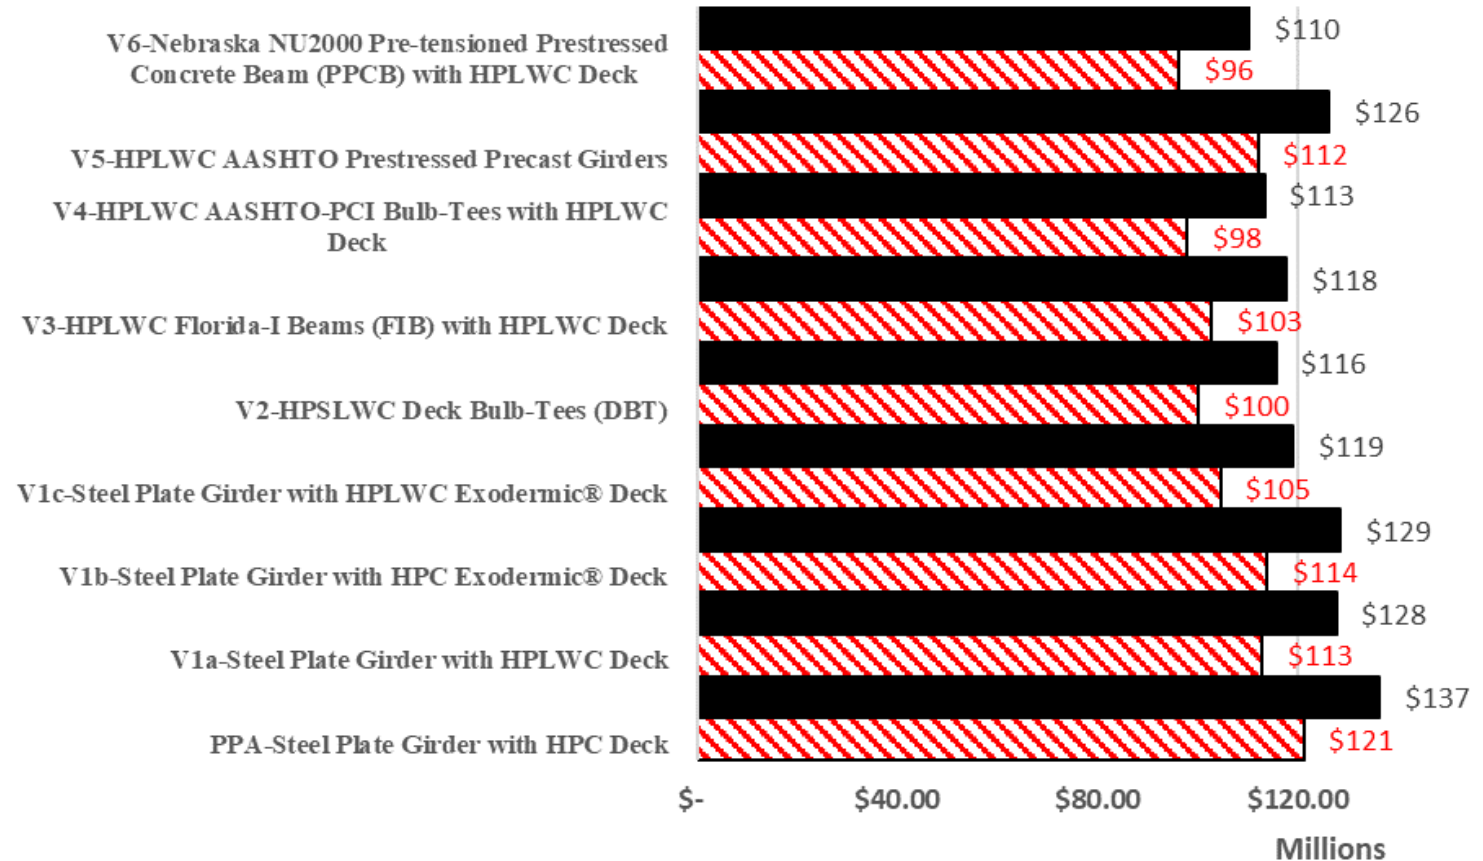 V6-Nebraska NU2000 Pre-tensioned Prestressed
Concrete Beam (PPCB) with HPLWC Deck
$110
$96
V5-HPLWC AASHTO Prestressed Precast Girders
$126
$112
V4-HPLWC AASHTO-PCI Bulb-Tees with HPLWC
Deck
$113
$98
V3-HPLWC Florida-I Beams (FIB) with HPLWC Deck
$118
$103
V2-HPSLWC Deck Bulb-Tees (DBT)
$116
$100
V1c-Steel Plate Girder with HPLWC Exodermic® Deck
$119
$105
V1b-Steel Plate Girder with HPC Exodermic® Deck
$129
$114
V1a-Steel Plate Girder with HPLWC Deck
$128
$113
PPA-Steel Plate Girder with HPC Deck
$137
$121
$- $40.00 $80.00 $120.00
Millions